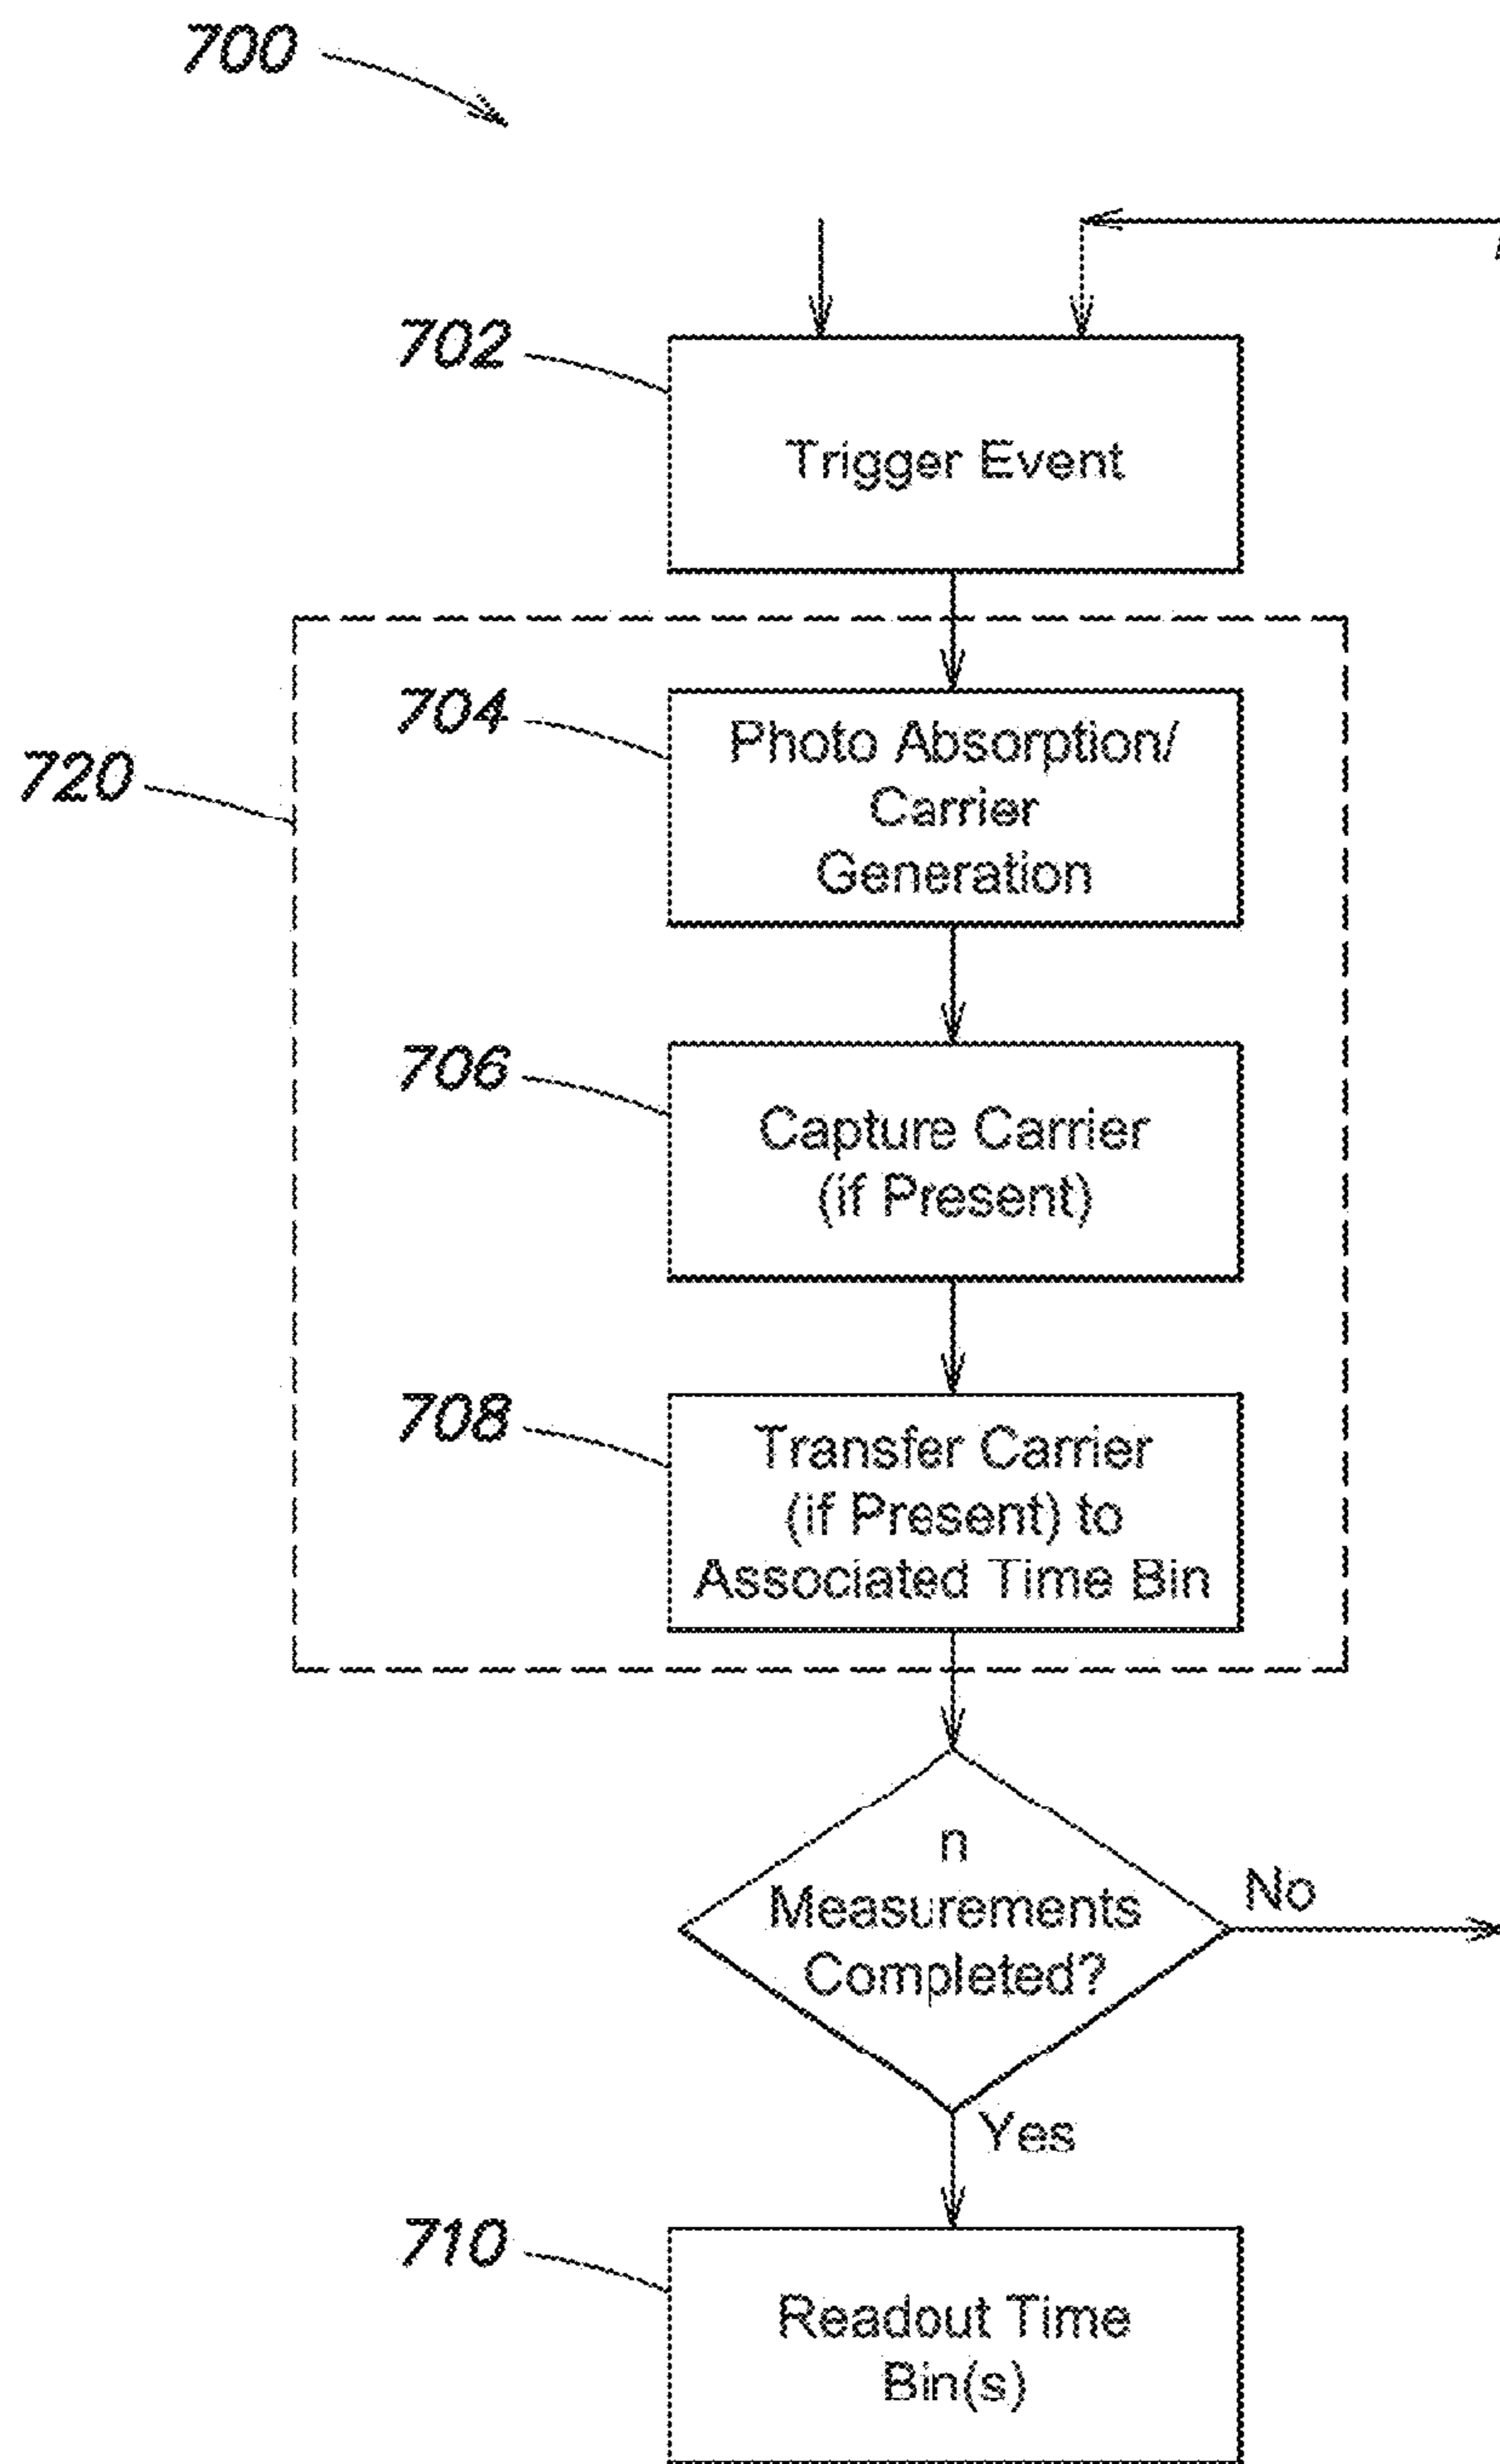 700
702
Trigger Event
704
Photo Absorption/
Carrier
Generation
720
706
Capture Carrier
(if Present)
708
Transfer Carrier
(if Present) to
Associated Time Bin
n
Measurements
Completed?
No
Yes
710
Readout Time
Bin(s)